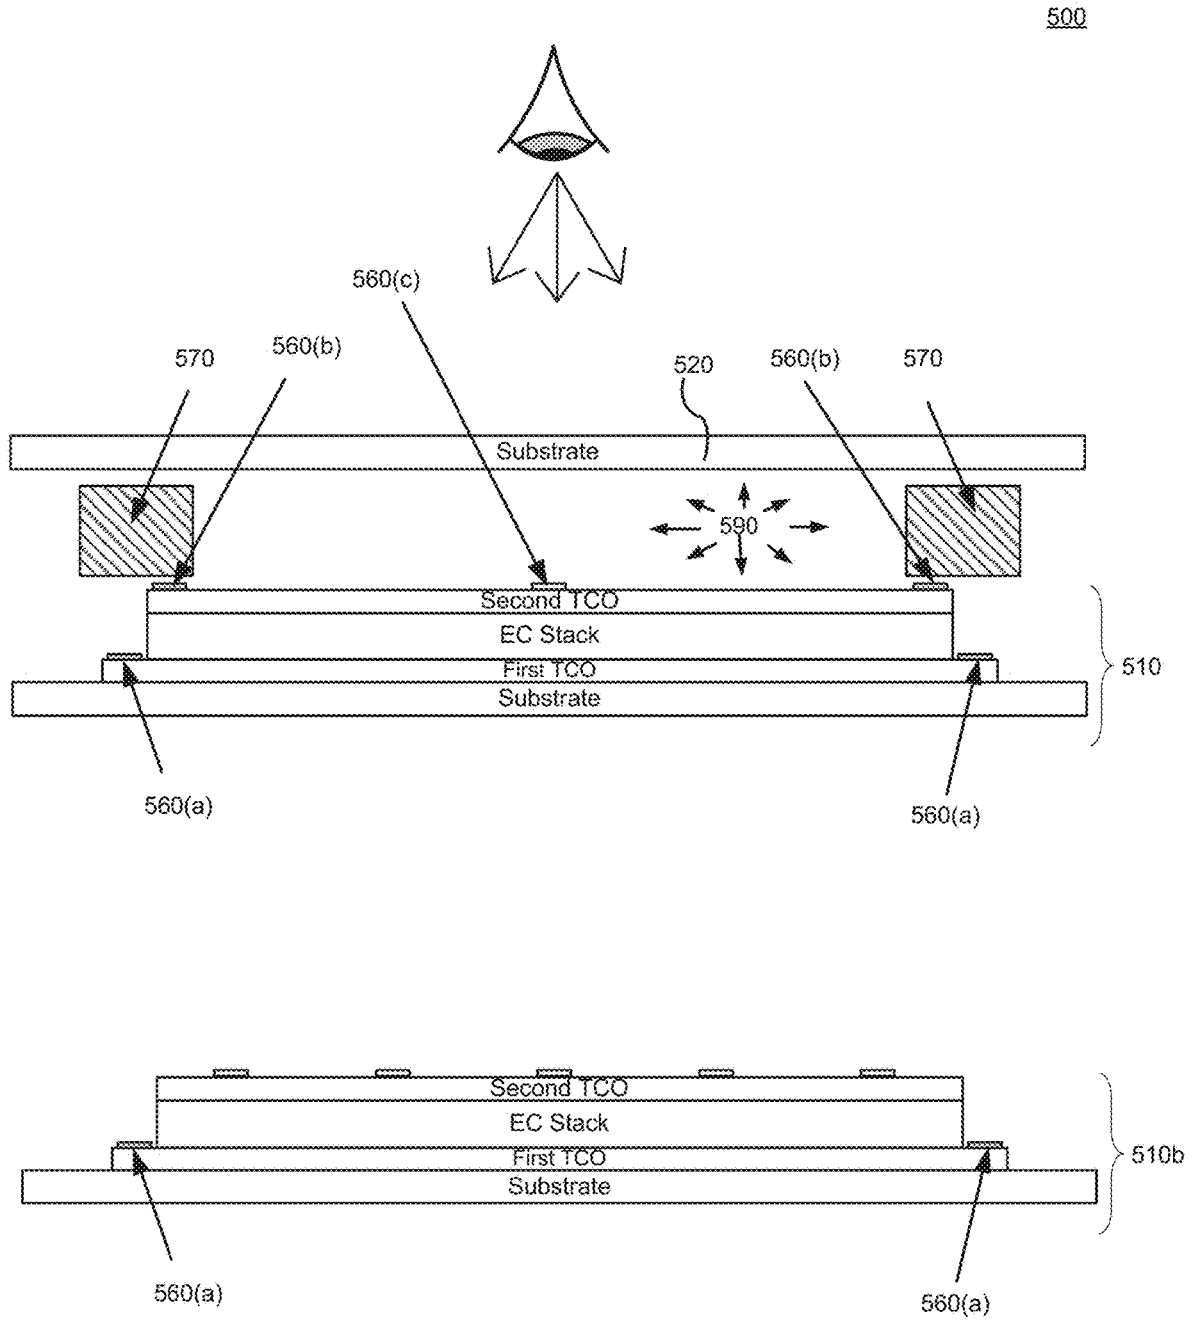 500
560(c)
570
560(b)
520
560(b)
570
Substrate
590
Second TCO
EC Stack
First TCO
510
Substrate
560(a)
560(a)
Second TCO
EC Stack
First TCO
510b
Substrate
560(a)
560(a)